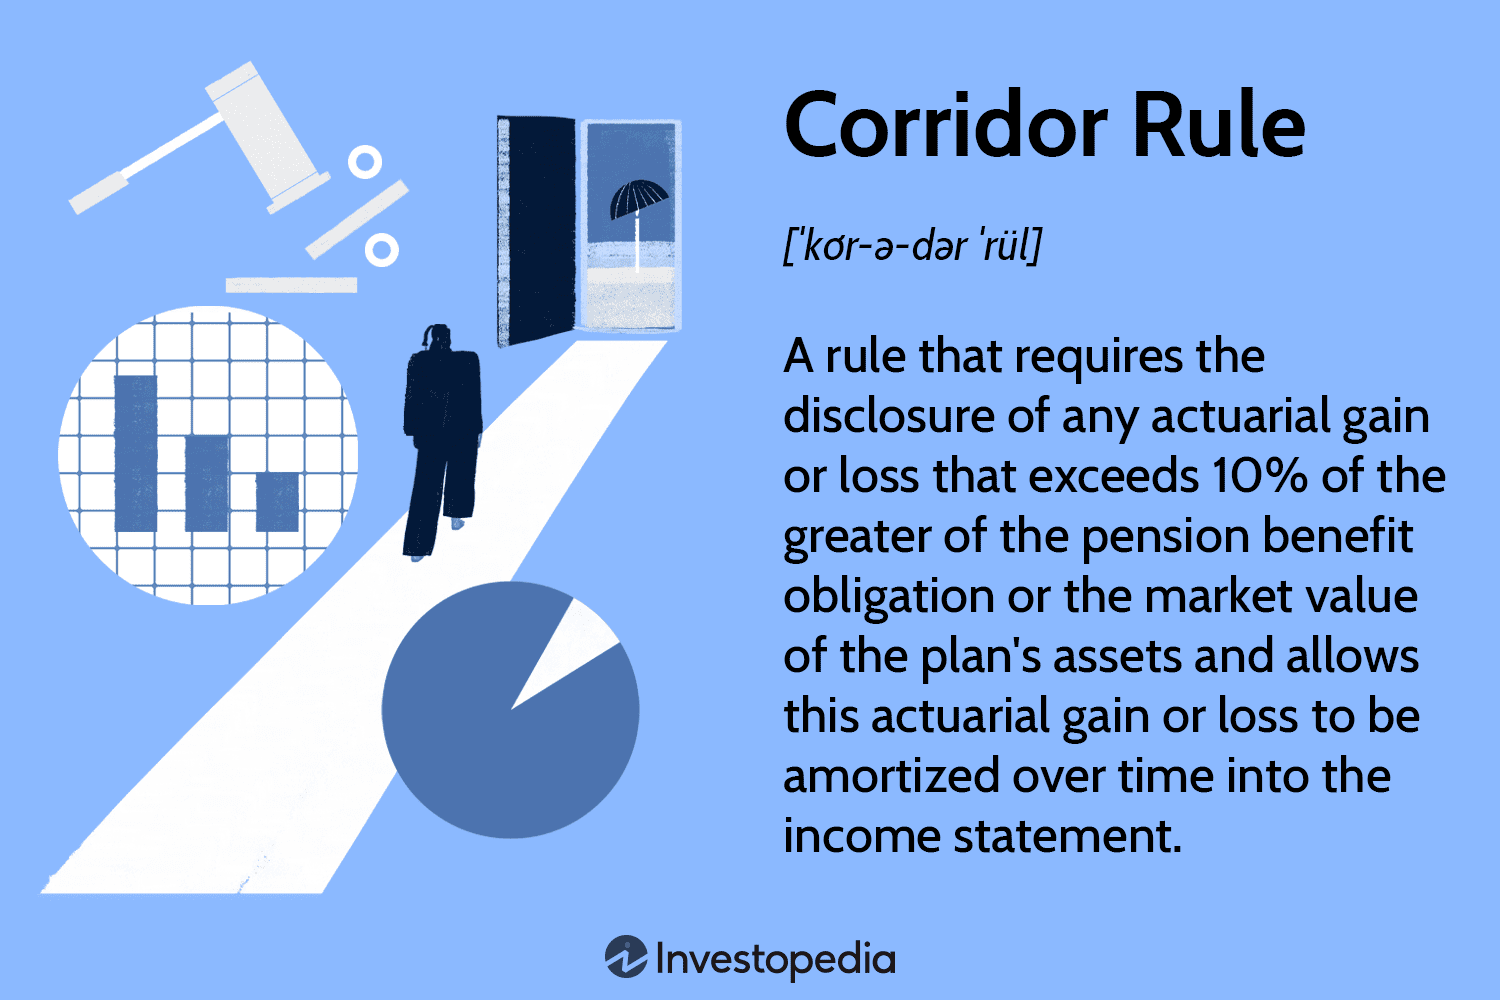 Corridor Rule
[ˈkȯr-ə-dər ˈrül]
A rule that requires the
disclosure of any actuarial gain
or loss that exceeds 10% of the
greater of the pension benefit
obligation or the market value
of the plan's assets and allows
this actuarial gain or loss to be
amortized over time into the
income statement.
Investopedia